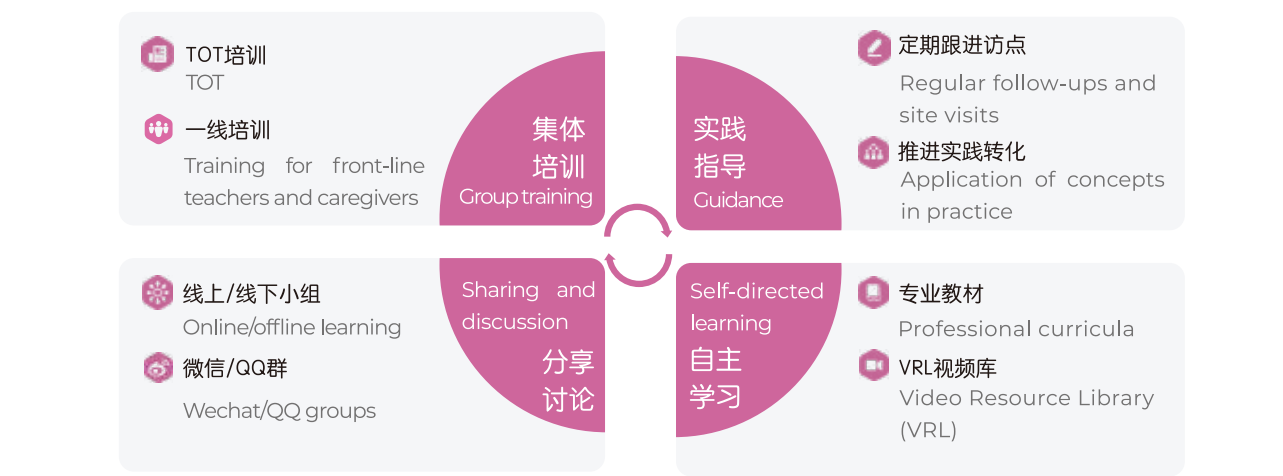 TOT培训
TOT
一线培训
Training for front-line
teachers and caregivers
集体
培训
Group training
实践
指导
Guidance
定期跟进访点
Regular follow-ups and
site visits
推进实践转化
Application of concepts
in practice
线上/线下小组
Online/offline learning
微信/QQ群
Wechat/QQ groups
Sharing and
discussion
分享
讨论
Self-directed
learning
自主
学习
专业教材
Professional curricula
VRL视频库
Video Resource Library
(VRL)